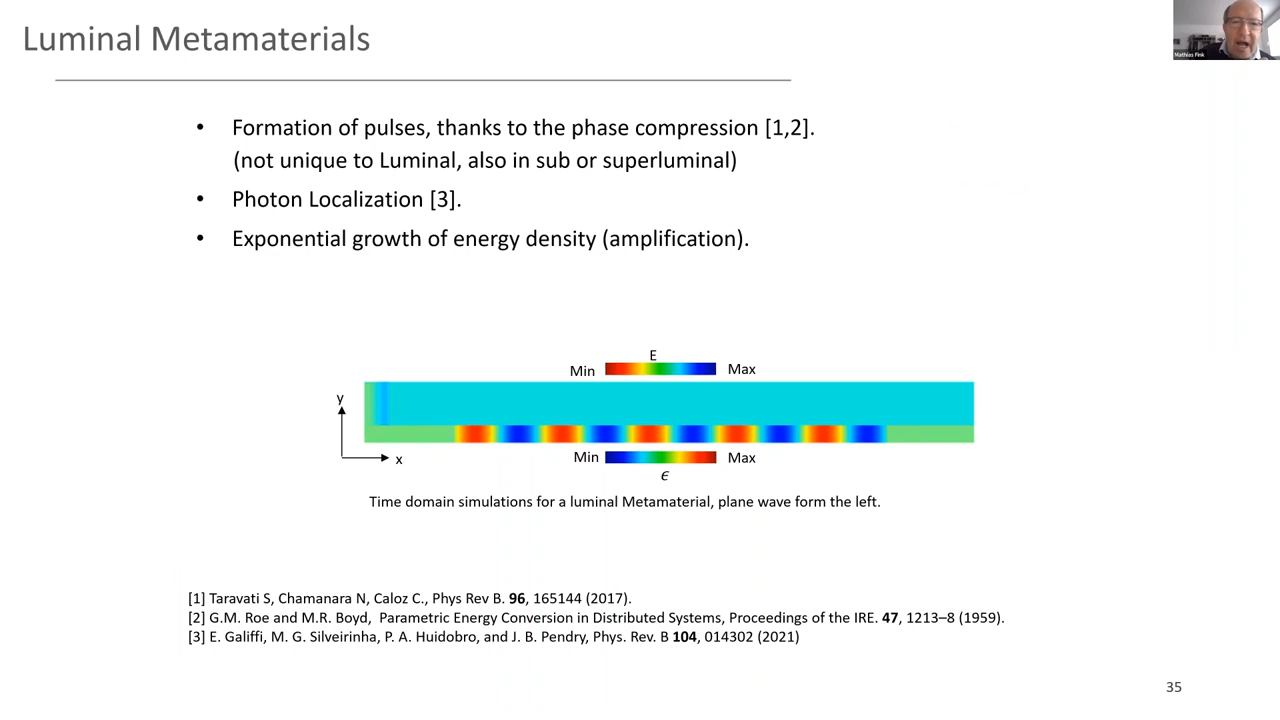 Luminal Metamaterials
Mathias Fink
• Formation of pulses, thanks to the phase compression [1,2].
(not unique to Luminal, also in sub or superluminal)
• Photon Localization [3].
• Exponential growth of energy density (amplification).
E
Min Max
y
x
Min Max
ϵ
Time domain simulations for a luminal Metamaterial, plane wave form the left.
[1] Taravati S, Chamanara N, Caloz C., Phys Rev B. 96, 165144 (2017).
[2] G.M. Roe and M.R. Boyd, Parametric Energy Conversion in Distributed Systems, Proceedings of the IRE. 47, 1213–8 (1959).
[3] E. Galiffi, M. G. Silveirinha, P. A. Huidobro, and J. B. Pendry, Phys. Rev. B 104, 014302 (2021)
35